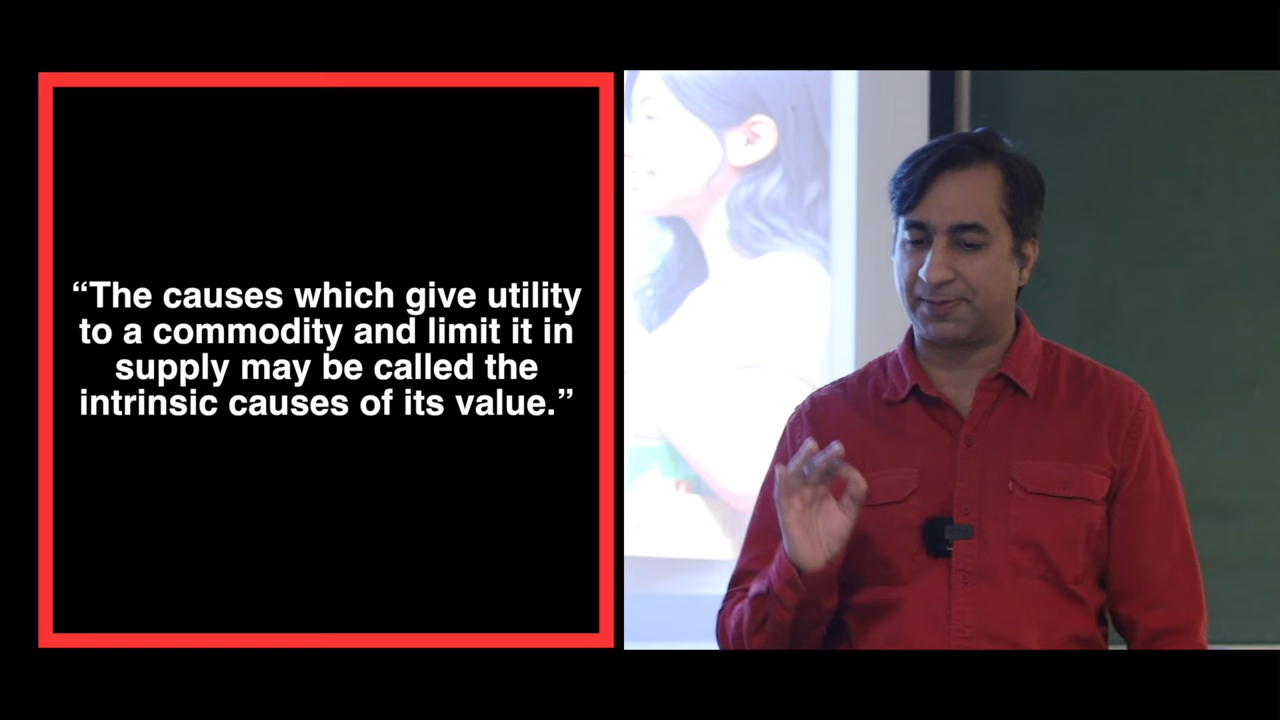 “The causes which give utility
to a commodity and limit it in
supply may be called the
intrinsic causes of its value.”